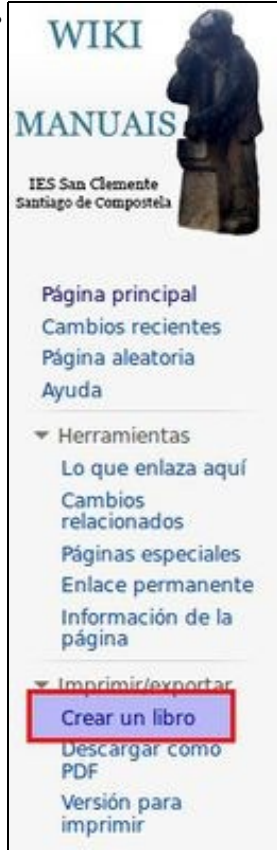 WIKI
MANUAIS
IES San Clemente
Santiago de Compostela
Página principal
Cambios recientes
Página aleatoria
Ayuda
Herramientas
Lo que enlaza aquí
Cambios
relacionados
Páginas especiales
Enlace permanente
Información de la
página
Imprimir/exportar
Crear un libro
Descargar como
PDF
Versión para
imprimir